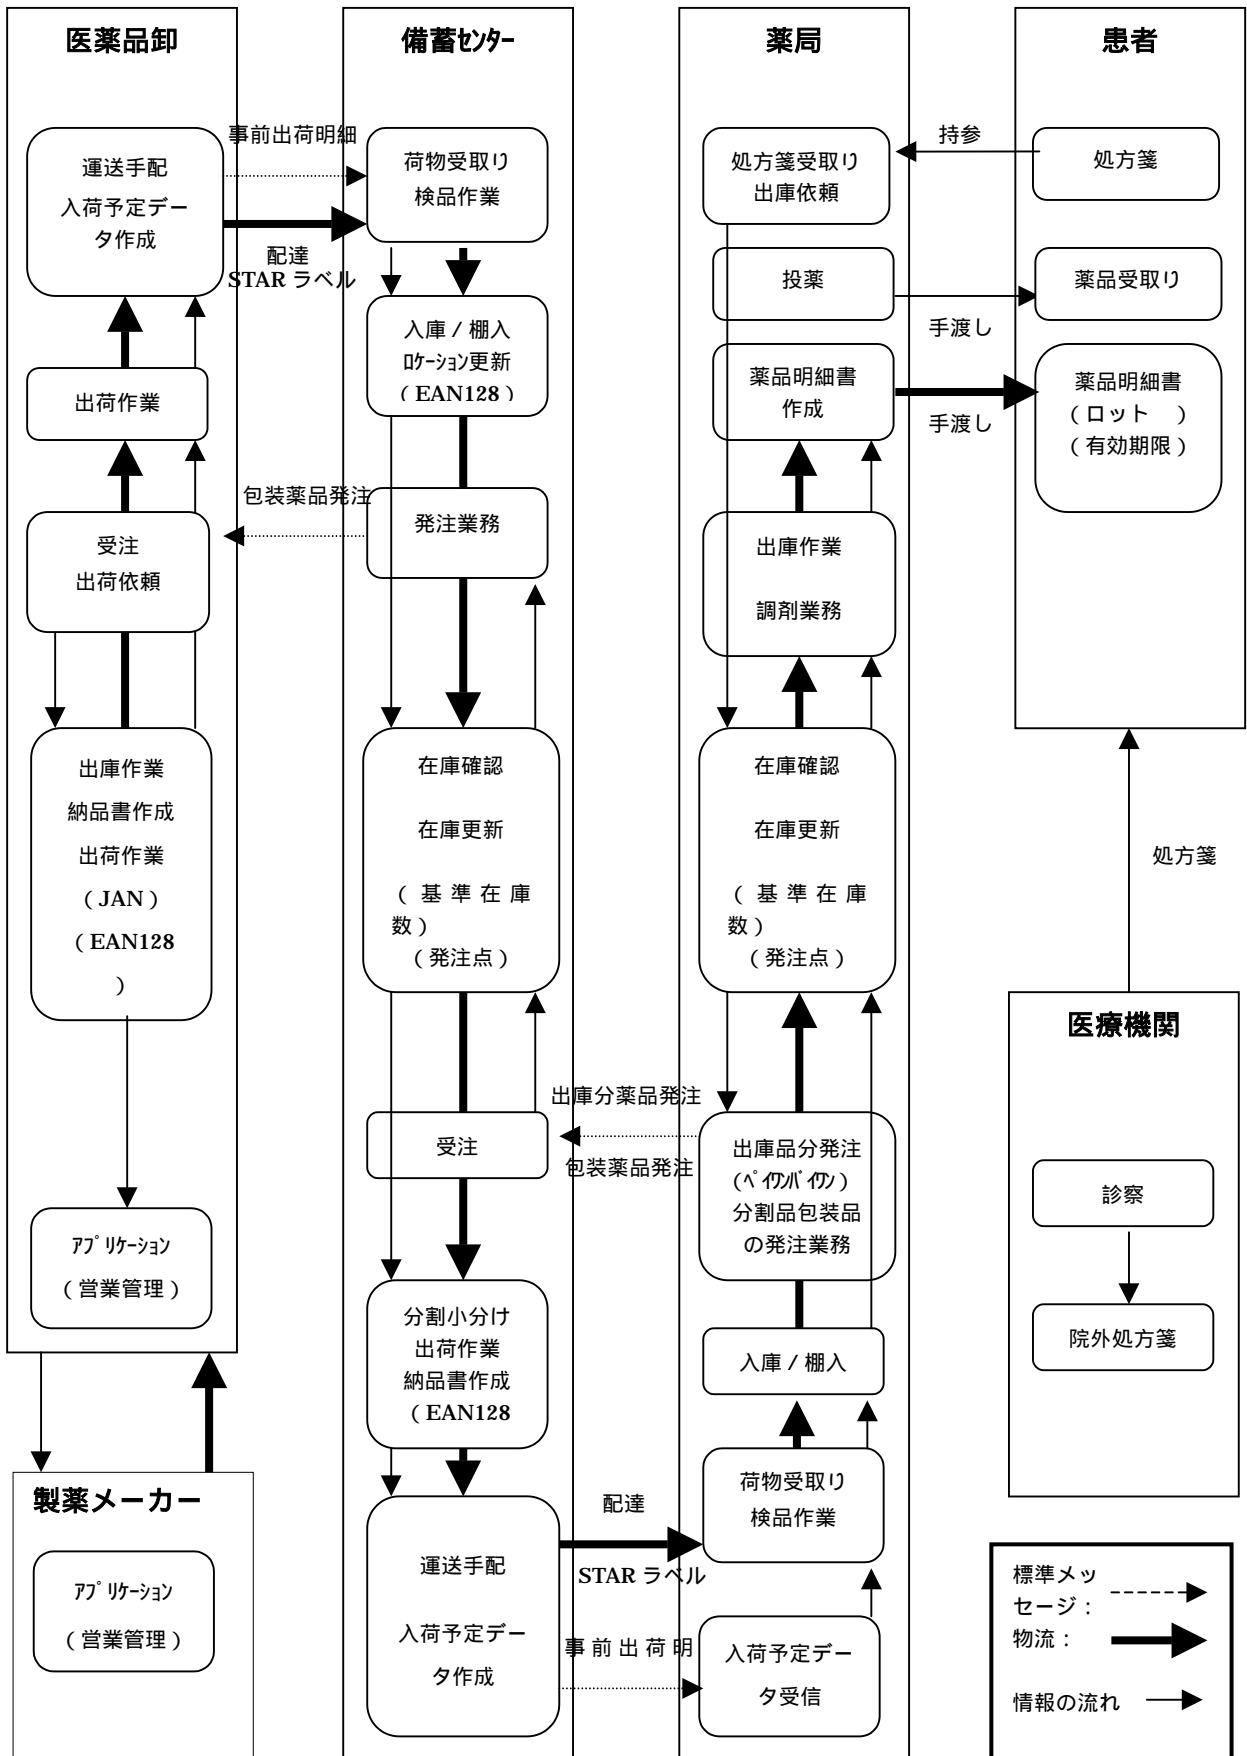 医薬品卸
運送手配
入荷予定デー
タ作成
出荷作業
受注
出荷依頼
出庫作業
納品書作成
出荷作業
（JAN）
（EAN128
）
ｱﾌﾟﾘｹｰｼｮﾝ
（営業管理）
製薬メーカー
ｱﾌﾟﾘｹｰｼｮﾝ
（営業管理）
事前出荷明細
配達
STAR ラベル
包装薬品発注
備蓄ｾﾝﾀｰ
荷物受取り
検品作業
入庫 / 棚入
ﾛｹｰｼｮﾝ更新
（EAN128）
発注業務
在庫確認
在庫更新
（基準在庫
数）
（発注点）
受注
分割小分け
出荷作業
納品書作成
（EAN128
運送手配
入荷予定デー
タ作成
出庫分薬品発注
包装薬品発注
配達
STAR ラベル
事前出荷明
薬局
処方箋受取り
出庫依頼
投薬
薬品明細書
作成
出庫作業
調剤業務
在庫確認
在庫更新
（基準在庫
数）
（発注点）
出庫品分発注
(ﾍﾟｲﾜﾝﾊﾞｲﾜﾝ)
分割品包装品
の発注業務
入庫 / 棚入
荷物受取り
検品作業
入荷予定デー
タ受信
持参
手渡し
手渡し
患者
処方箋
薬品受取り
薬品明細書
（ロット　）
（有効期限）
処方箋
医療機関
診察
院外処方箋
標準メッ
セージ：
物流：
情報の流れ